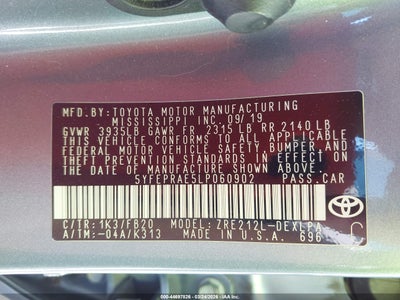 MFD.BY: TOYOTA MOTOR MANUFACTURING
MISSISSIPPI INC. 09/19
GVWR 3935LB GAWR FR 2315 LB RR 2140 LB
THIS VEHICLE CONFORMS TO ALL APPLICABLE
FEDERAL MOTOR VEHICLE SAFETY, BUMPER, AND
THEFT PREVENTION STANDARDS IN EFFECT ON
THE DATE OF MANUFACTURE SHOWN ABOVE.
5YFEPRAE5LP060902 PASS.CAR
C/TR: 1K3/FB20 MODEL: ZRE212L-DEXLPA
A/TM: -04A/K313 MADE IN U.S.A. 696
TOYOTA
C